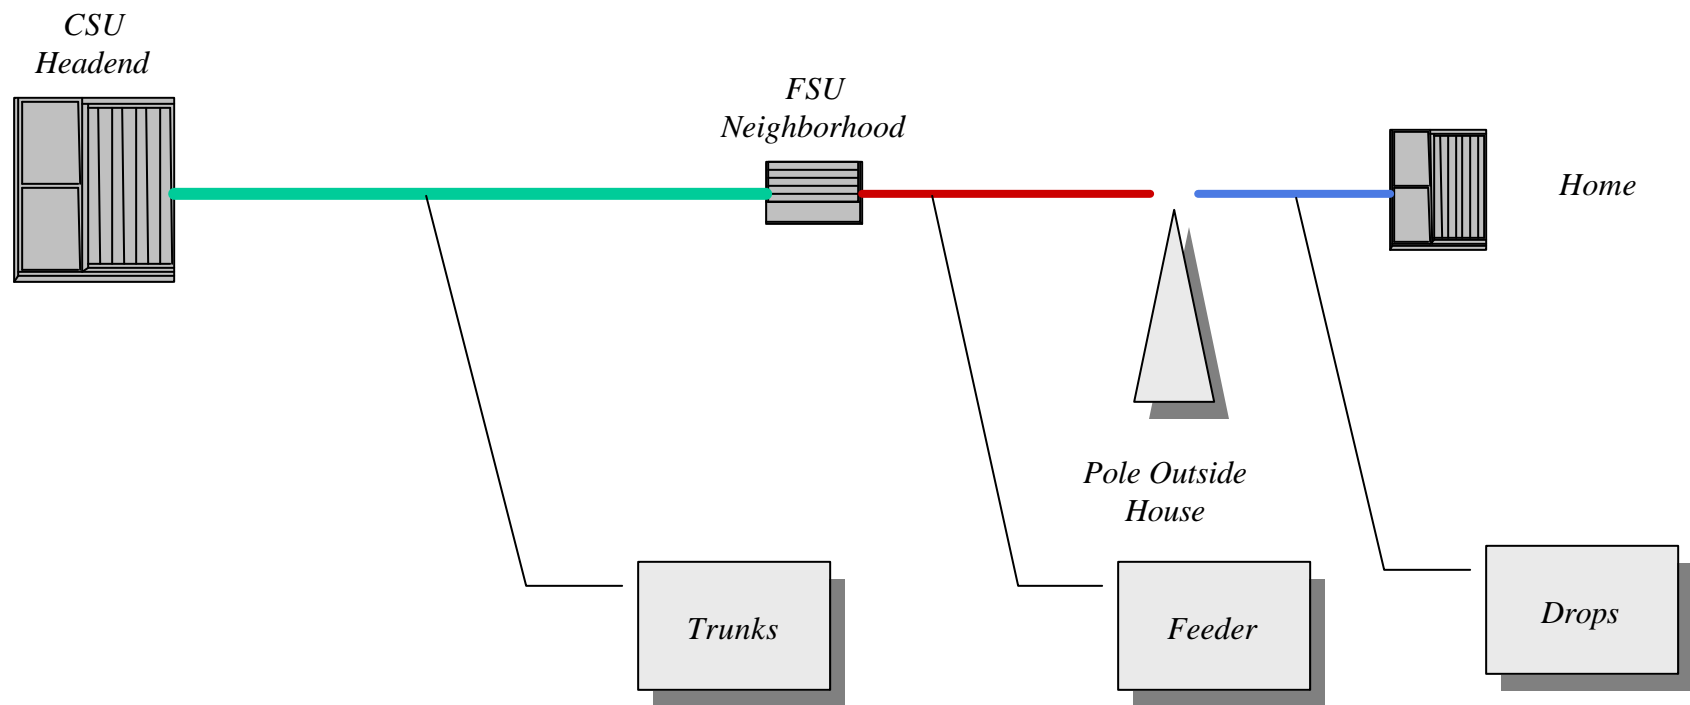 CSU
Headend
FSU
Neighborhood
Home
Pole Outside
House
Trunks
Feeder
Drops